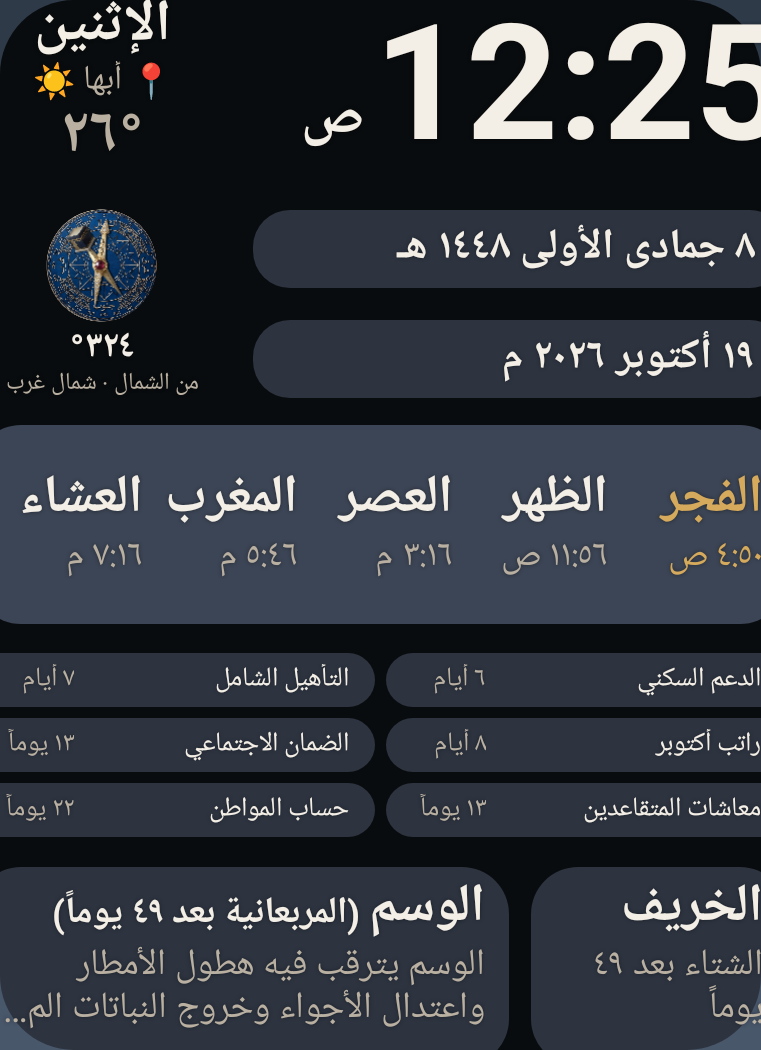 12:25 ص
الإثنين
أبها
٢٦°
٨ جمادى الأولى ١٤٤٨ هـ
١٩ أكتوبر ٢٠٢٦ م
٣٢٤°
من الشمال · شمال غرب
الفجر الظهر العصر المغرب العشاء
٤:٥٠ ص ١١:٥٦ ص ٣:١٦ م ٥:٤٦ م ٧:١٦ م
الدعم السكني ٦ أيام التأهيل الشامل ٧ أيام
راتب أكتوبر ٨ أيام الضمان الاجتماعي ١٣ يوماً
معاشات المتقاعدين ١٣ يوماً حساب المواطن ٢٢ يوماً
الخريف
الشتاء بعد ٤٩
يوماً
الوسم (المربعانية بعد ٤٩ يوماً)
الوسم يترقب فيه هطول الأمطار
واعتدال الأجواء وخروج النباتات الم...